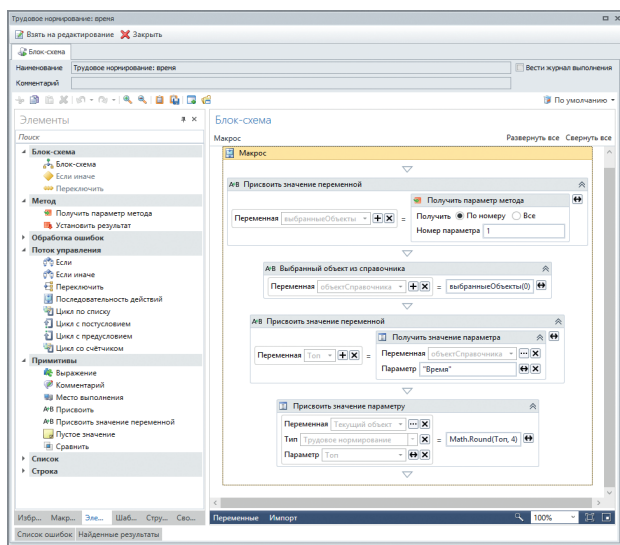 Трудовое нормирование: время
Взять на редактирование Закрыть
Блок-схема
Наименование Трудовое нормирование: время Вести журнал выполнения
Комментарий
По умолчанию
Элементы
Поиск
Блок-схема
Блок-схема
Если иначе
Переключить
Метод
Получить параметр метода
Установить результат
Обработка ошибок
Поток управления
Если
Если иначе
Переключить
Последовательность действий
Цикл по списку
Цикл с постусловием
Цикл с предусловием
Цикл со счётчиком
Примитивы
Выражение
Комментарий
Место выполнения
A=B Присвоить
A=B Присвоить значение переменной
Пустое значение
Сравнить
Список
Строка
Избр... Макр... Эле... Шаб... Стру... Сво...
Блок-схема
Макрос Развернуть все Свернуть все
Макрос
A=B Присвоить значение переменной
Получить параметр метода
Переменная выбранныеОбъекты = Получить По номеру Все
Номер параметра 1
A=B Выбранный объект из справочника
Переменная объектСправочника = выбранныеОбъекты(0)
A=B Присвоить значение переменной
Получить значение параметра
Переменная Топ = Переменная объектСправочника
Параметр "Время"
Присвоить значение параметру
Переменная Текущий объект
Тип Трудовое нормирование = Math.Round(Топ, 4)
Параметр Топ
Переменные Импорт 100%
Список ошибок Найденные результаты